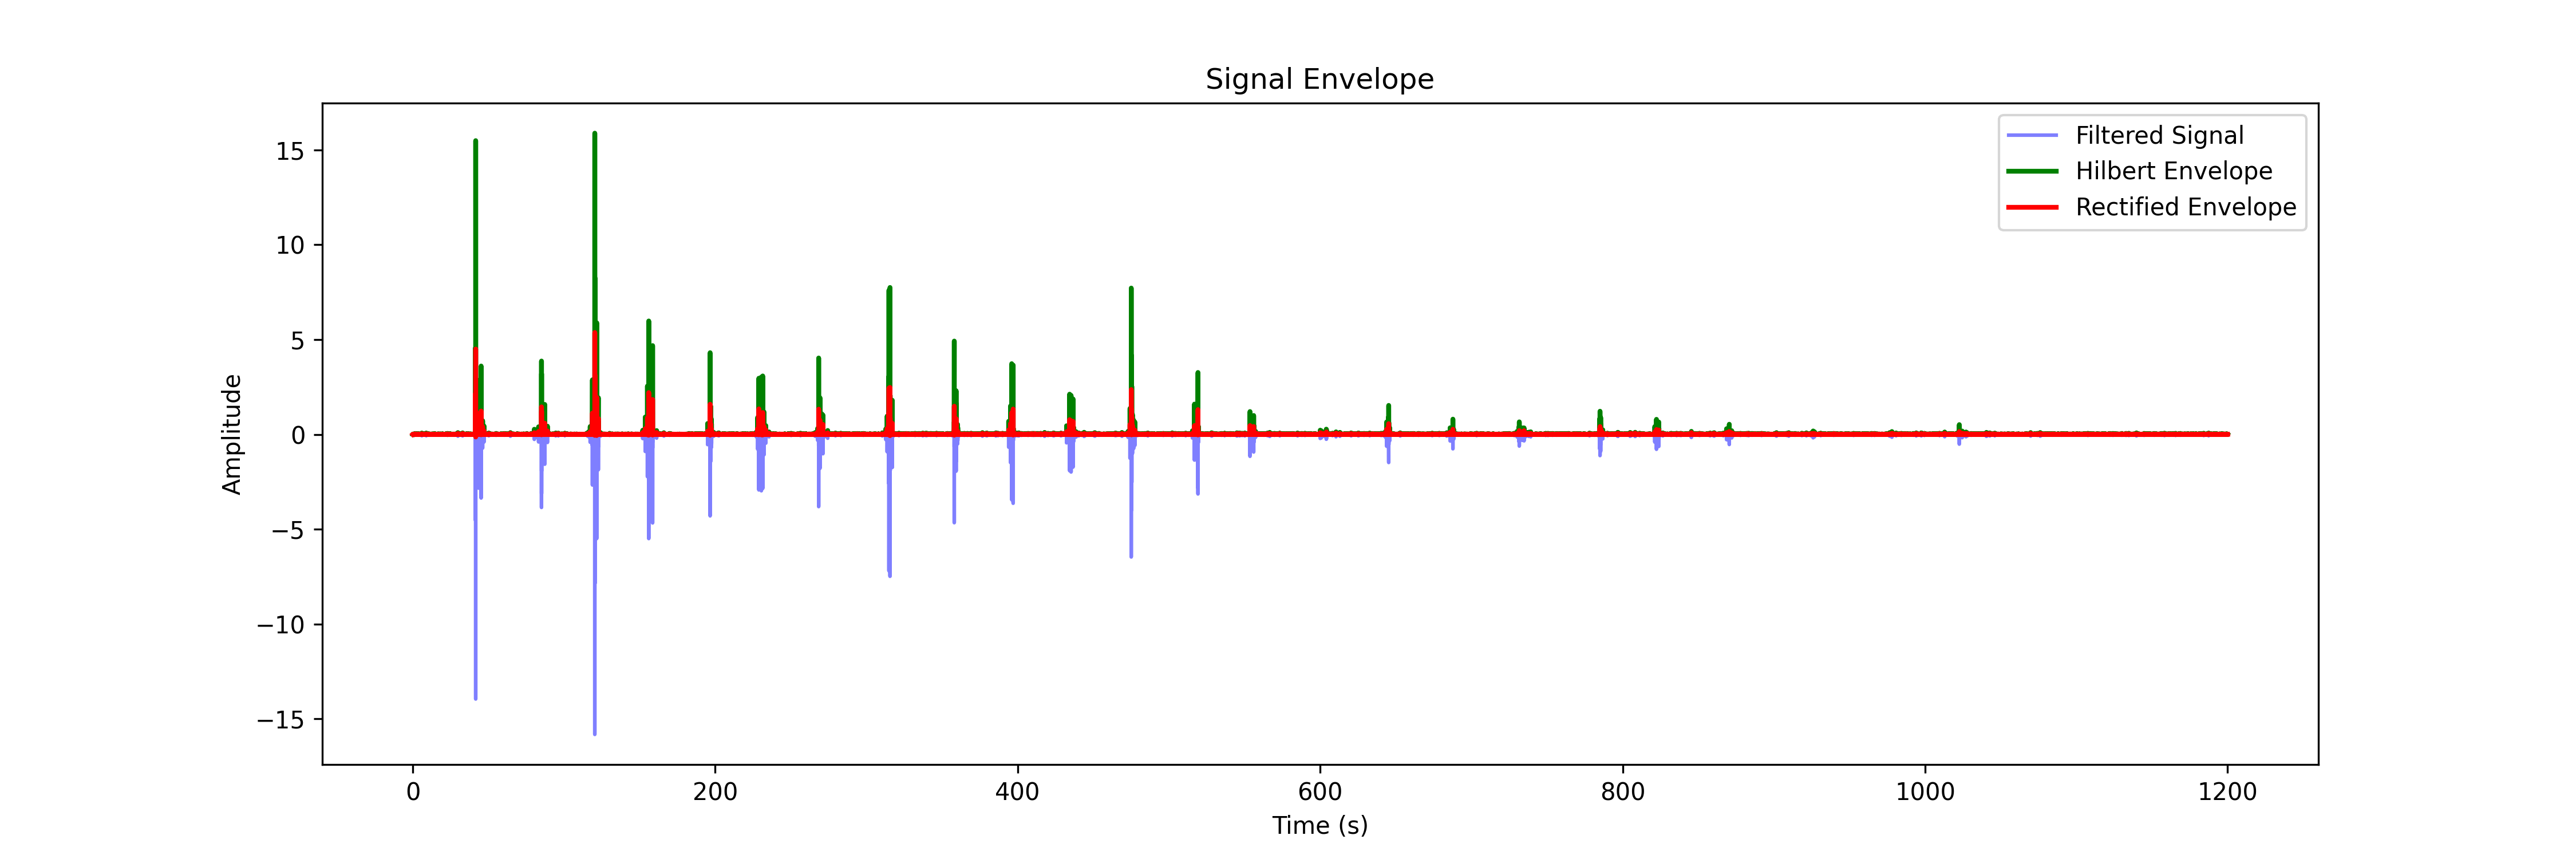 Signal Envelope
Filtered Signal
Hilbert Envelope
Rectified Envelope
15
10
5
0
−5
−10
−15
Amplitude
0 200 400 600 800 1000 1200
Time (s)